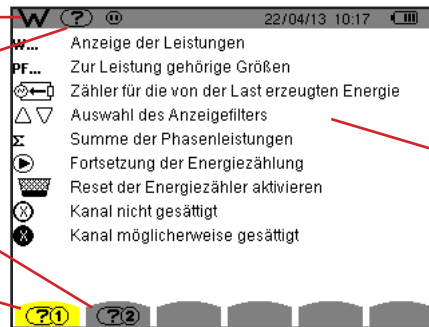 W ? 22/04/13 10:17
W... Anzeige der Leistungen
PF... Zur Leistung gehörige Größen
Zähler für die von der Last erzeugten Energie
Auswahl des Anzeigefilters
Σ Summe der Phasenleistungen
Fortsetzung der Energiezählung
Reset der Energiezähler aktivieren
X Kanal nicht gesättigt
X Kanal möglicherweise gesättigt
?1 ?2